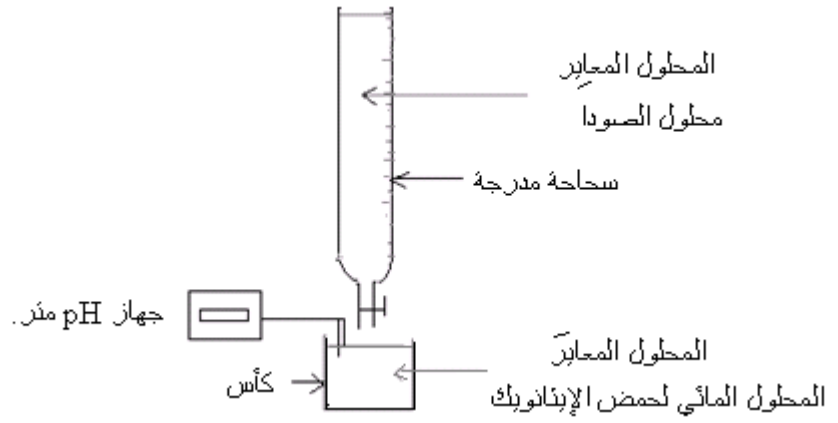 المحلول المعايِر
محلول الصودا
سحاحة مدرجة
جهاز pH متر.
كأس
المحلول المعايَر
المحلول المائي لحمض الإيثانويك